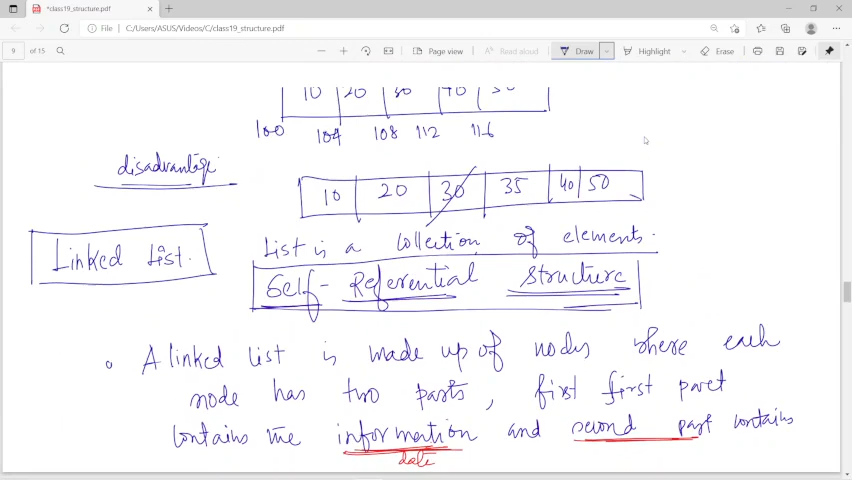 *class19_structure.pdf
File | C:/Users/ASUS/Videos/C/class19_structure.pdf
9 of 15 Page view Read aloud Draw Highlight Erase
10 20 30 40 50
100 104 108 112 116
disadvantage
10 20 30 35 40 50
List is a collection of elements.
Linked List.
Self-Referential Structure
A linked list is made up of nodes where each
node has two parts, first first part
contains the information and second part contains
data